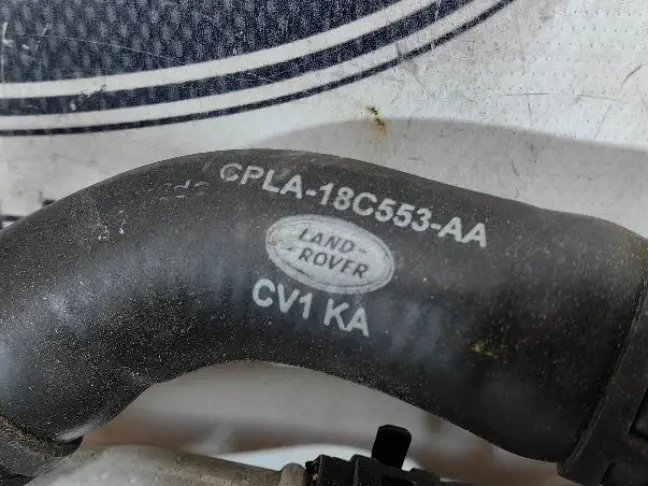 CPLA-18C553-AA
LAND-
-ROVER
CV1 KA